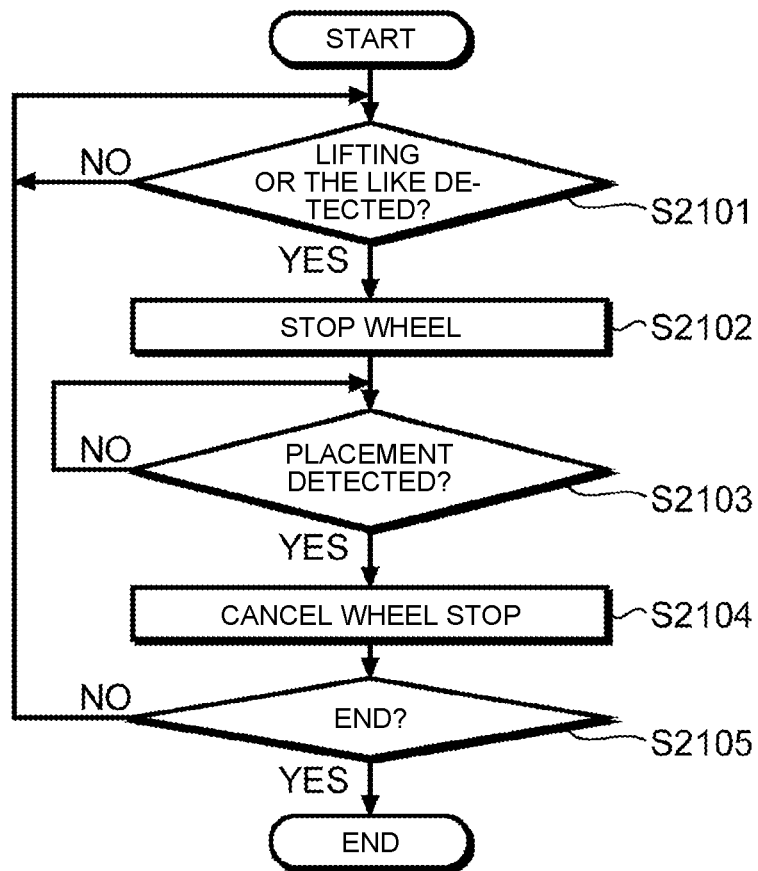 START
NO
LIFTING
OR THE LIKE DE-
TECTED?
S2101
YES
STOP WHEEL
S2102
NO
PLACEMENT
DETECTED?
S2103
YES
CANCEL WHEEL STOP
S2104
NO
END?
S2105
YES
END